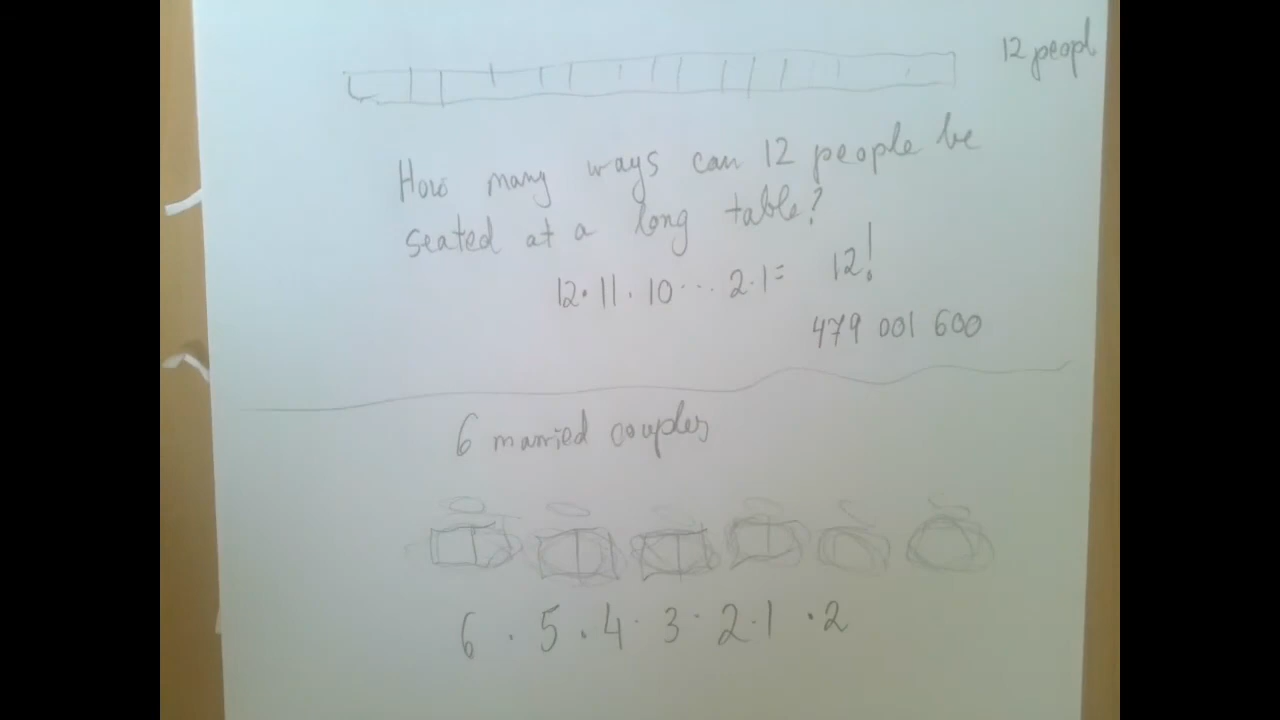 12 peopl
How many ways can 12 people be
seated at a long table?
12 · 11 · 10 ... 2 · 1 = 12!
479 001 600
6 married couples
6 · 5 · 4 · 3 · 2 · 1 · 2